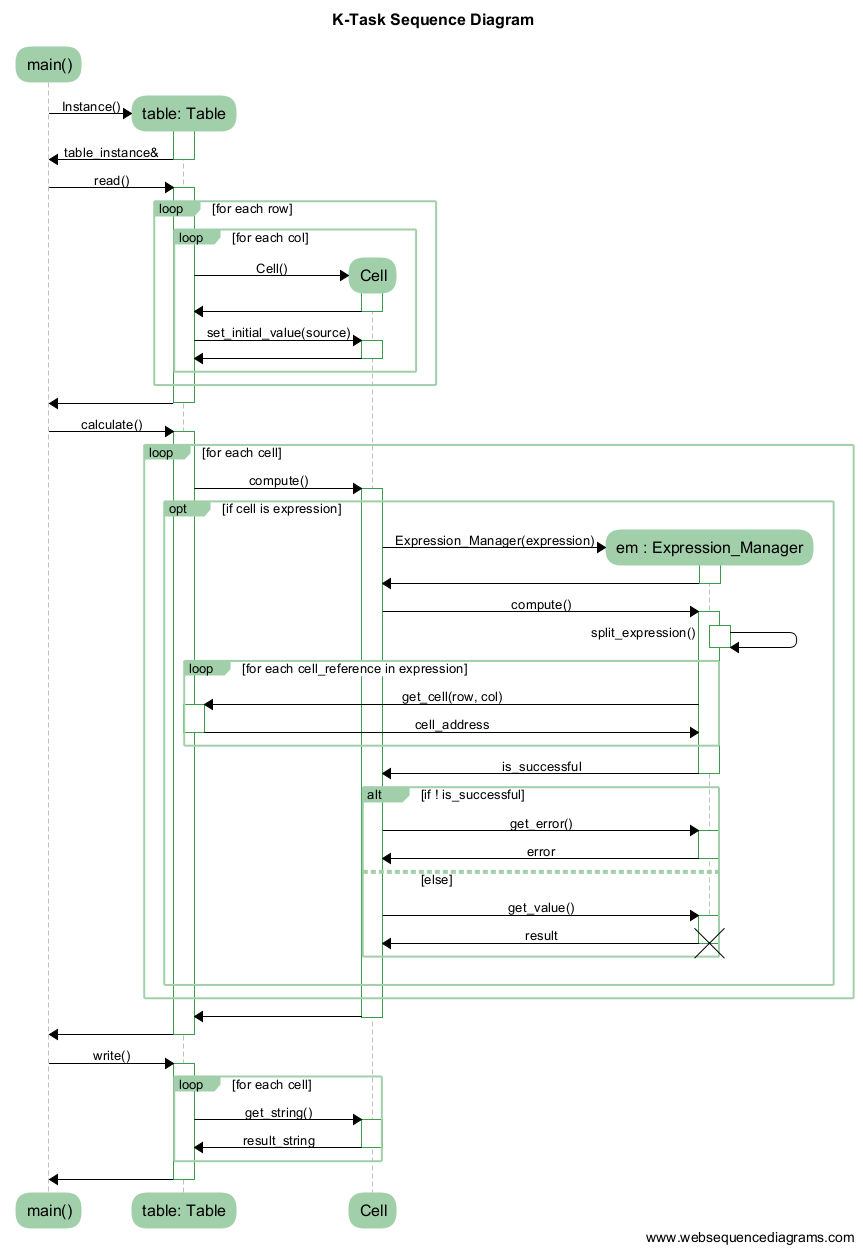 K-Task Sequence Diagram
main()
Instance()
table: Table
table_instance&
read()
loop [for each row]
loop [for each col]
Cell()
Cell
set_initial_value(source)
calculate()
loop [for each cell]
compute()
opt [if cell is expression]
Expression_Manager(expression)
em : Expression_Manager
compute()
split_expression()
loop [for each cell_reference in expression]
get_cell(row, col)
cell_address
is_successful
alt [if ! is_successful]
get_error()
error
[else]
get_value()
result
write()
loop [for each cell]
get_string()
result_string
main() table: Table Cell
www.websequencediagrams.com